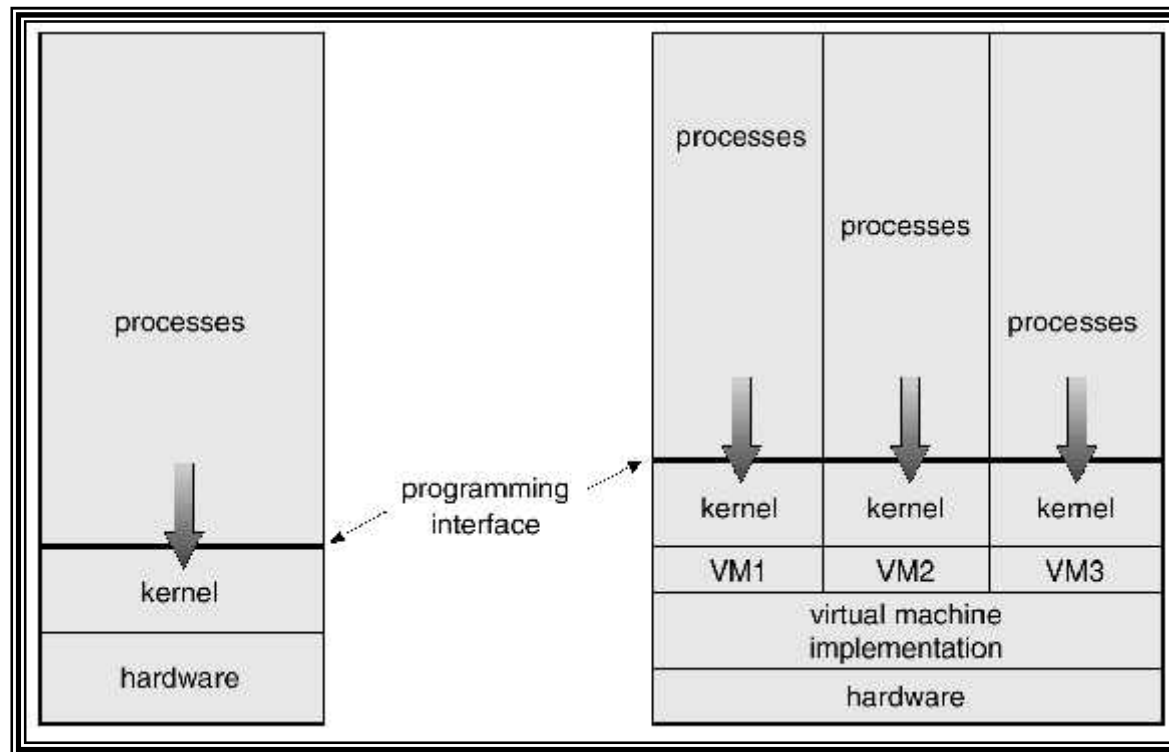 processes
kernel
hardware
programming
interface
processes
processes
processes
kernel
kernel
kernel
VM1
VM2
VM3
virtual machine
implementation
hardware